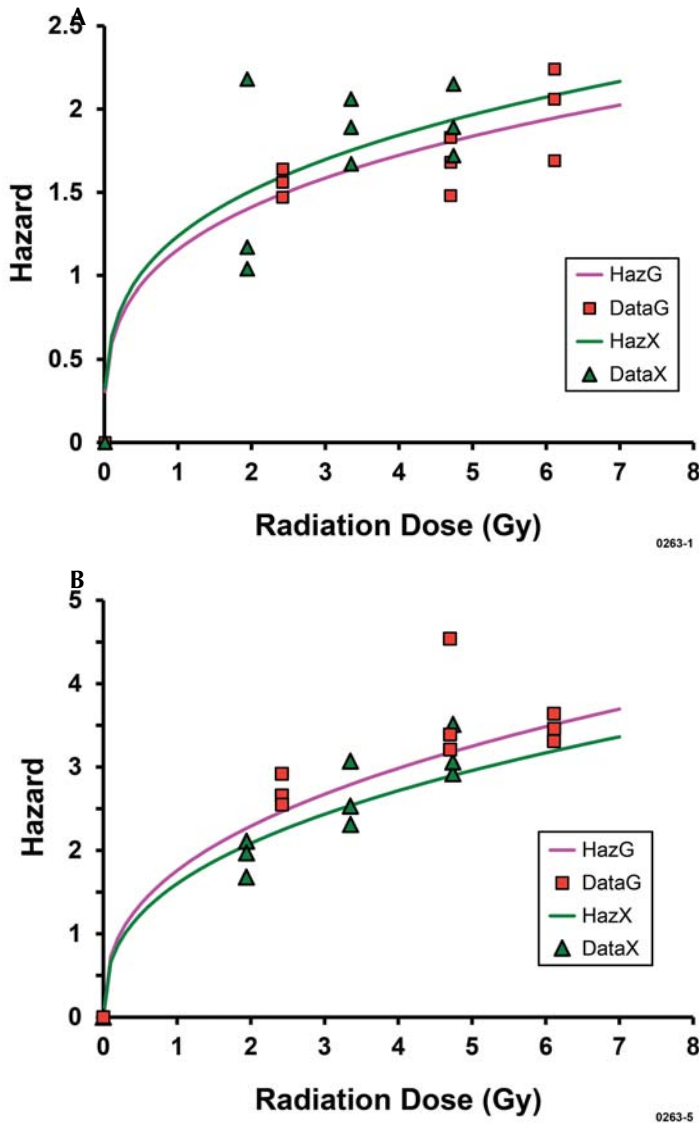 A
2.5
2
1.5
1
0.5
0
Hazard
HazG
DataG
HazX
DataX
0 1 2 3 4 5 6 7 8
Radiation Dose (Gy)
0263-1
B
5
4
3
2
1
0
Hazard
HazG
DataG
HazX
DataX
0 1 2 3 4 5 6 7 8
Radiation Dose (Gy)
0263-5